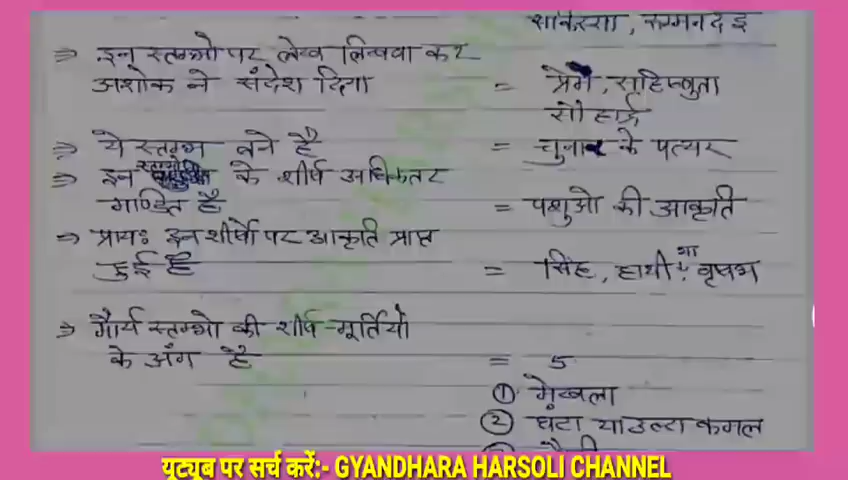 रुम्मनदेई
⇒ इन स्तम्भो पर लेख लिखवा कर
अशोक ने संदेश दिया = प्रेम, सहिष्णुता
सौहार्द्र
⇒ ये स्तम्भ बने है = चुनार के पत्थर
⇒ इन स्तम्भो के शीर्ष अधिकतर
मण्डित है = पशुओ की आकृति
⇒ प्रायः इन शीर्षो पर आकृति प्राप्त
हुई है = सिंह, हाथी या वृषभ
⇒ मौर्य स्तम्भो की शीर्ष-मूर्तियो
के अंग है = 5
① मेखला
② घंटा या उल्टा कमल
यूट्यूब पर सर्च करें:- GYANDHARA HARSOLI CHANNEL